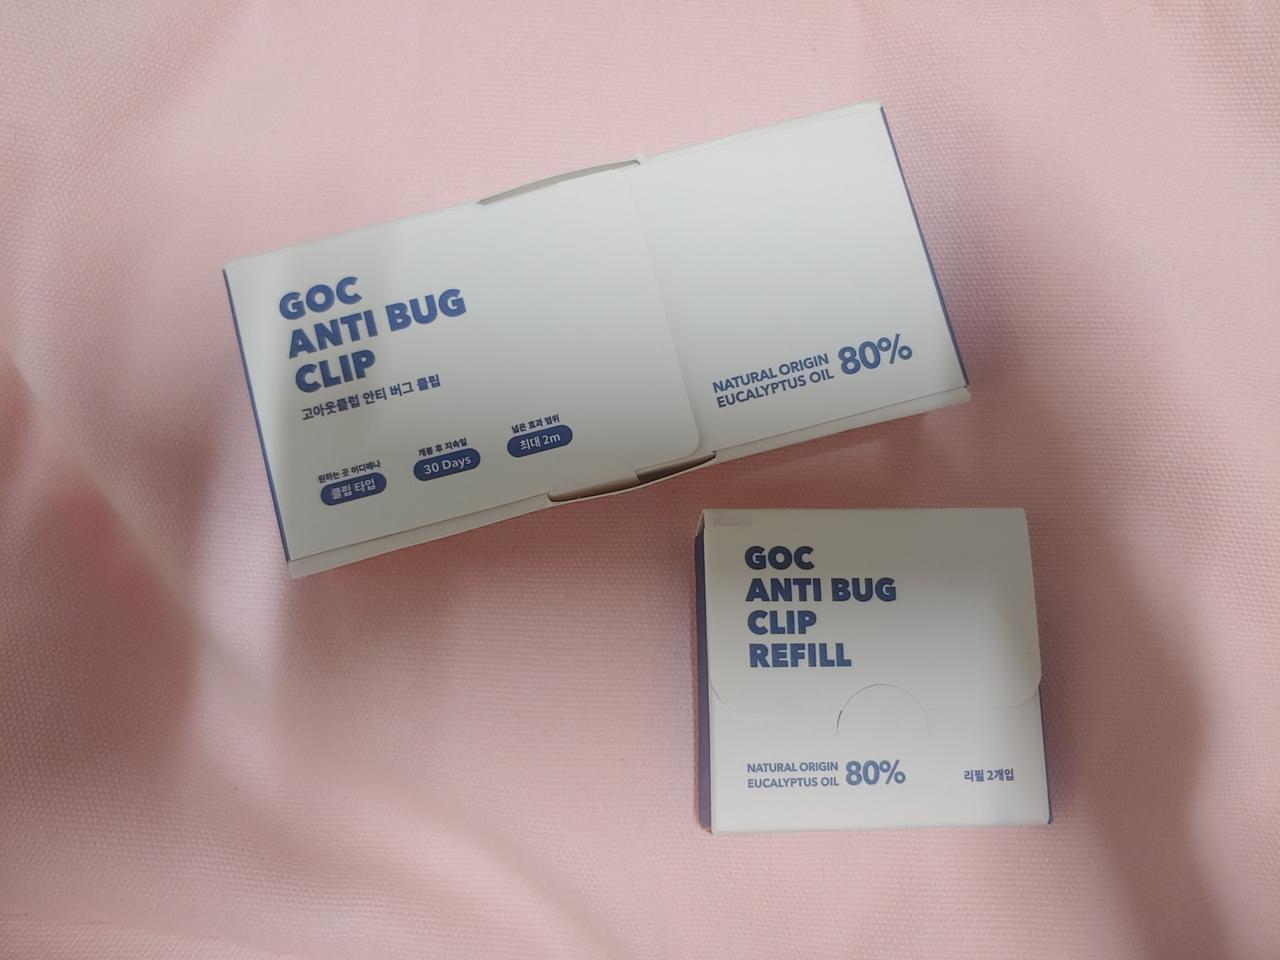 GOC
ANTI BUG
CLIP
고아웃클럽 안티 버그 클립
원하는 곳 어디에나
클립 타입
개봉 후 지속일
30 Days
넓은 효과 범위
최대 2m
NATURAL ORIGIN
EUCALYPTUS OIL 80%
GOC
ANTI BUG
CLIP
REFILL
NATURAL ORIGIN
EUCALYPTUS OIL 80%
리필 2개입